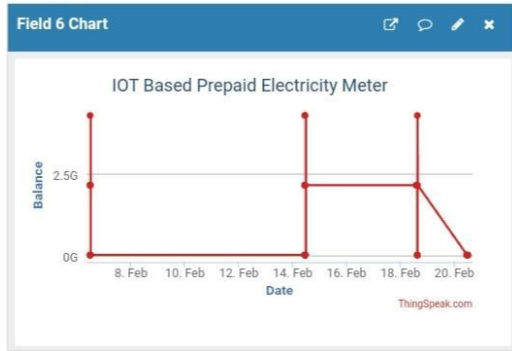 Field 6 Chart
IOT Based Prepaid Electricity Meter
Balance
2.5G
0G
8. Feb 10. Feb 12. Feb 14. Feb 16. Feb 18. Feb 20. Feb
Date
ThingSpeak.com